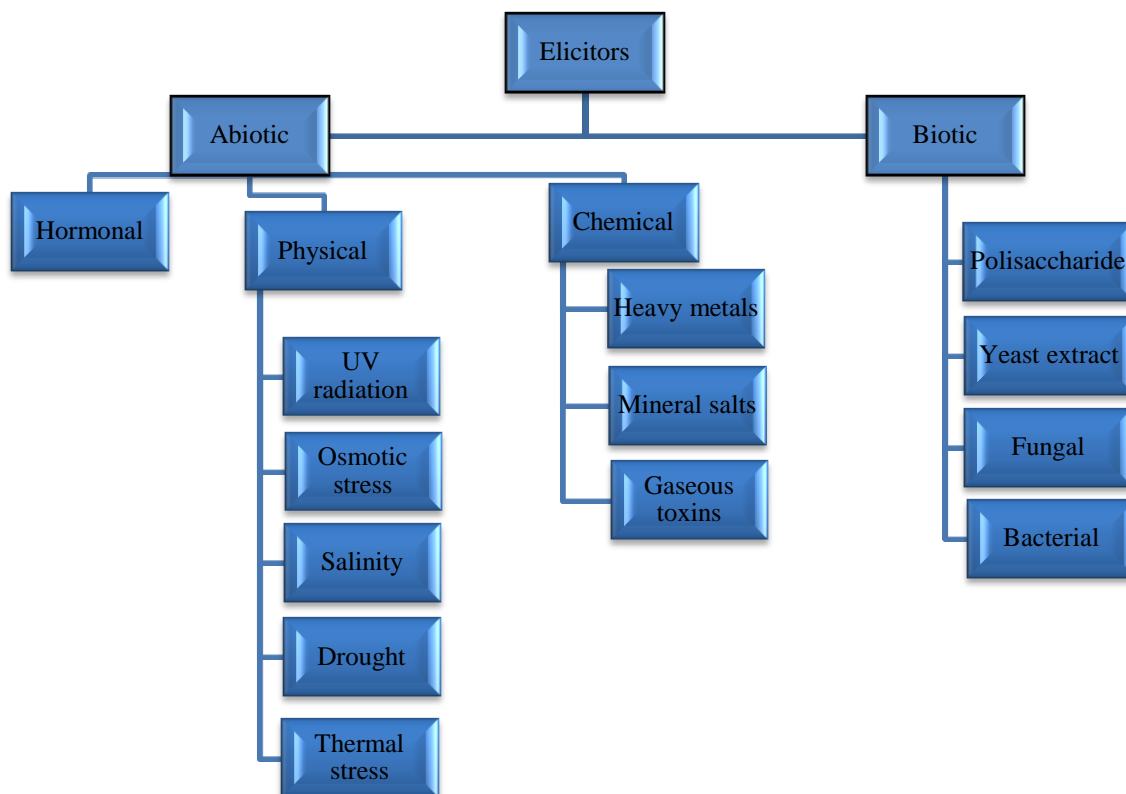 Elicitors
Abiotic
Biotic
Hormonal
Physical
Chemical
Polisaccharide
Heavy metals
Yeast extract
UV
radiation
Mineral salts
Osmotic
stress
Fungal
Gaseous
toxins
Salinity
Bacterial
Drought
Thermal
stress